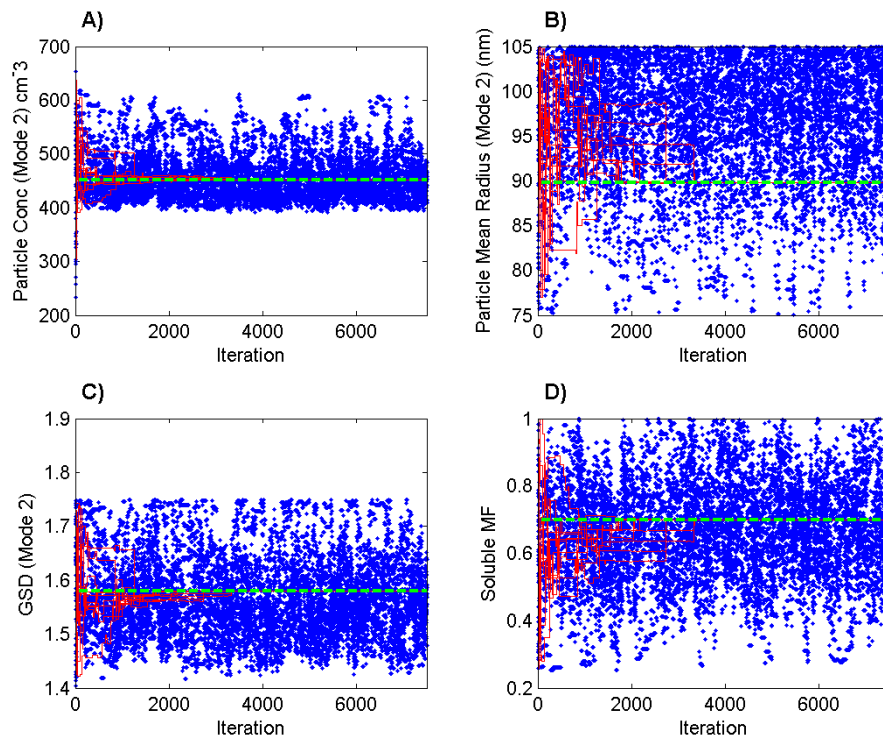 A)
Particle Conc (Mode 2) cm⁻3
700
600
500
400
300
200
0 2000 4000 6000
Iteration
B)
Particle Mean Radius (Mode 2) (nm)
105
100
95
90
85
80
75
0 2000 4000 6000
Iteration
C)
GSD (Mode 2)
1.9
1.8
1.7
1.6
1.5
1.4
0 2000 4000 6000
Iteration
D)
Soluble MF
1
0.8
0.6
0.4
0.2
0 2000 4000 6000
Iteration